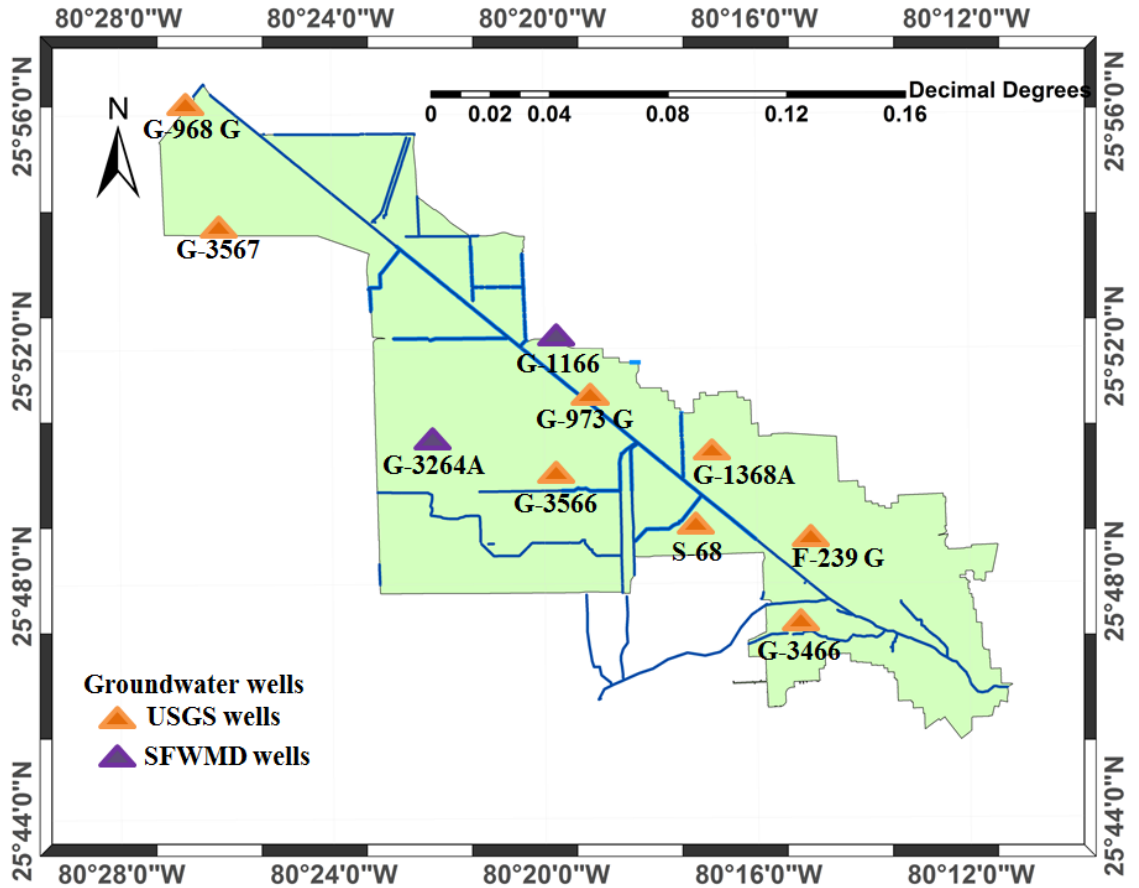 80°28'0"W 80°24'0"W 80°20'0"W 80°16'0"W 80°12'0"W
25°56'0"N
25°56'0"N
Decimal Degrees
0 0.02 0.04 0.08 0.12 0.16
N
G-968 G
G-3567
25°52'0"N
25°52'0"N
G-1166
G-973 G
G-3264A
G-1368A
G-3566
S-68
F-239 G
25°48'0"N
25°48'0"N
G-3466
Groundwater wells
USGS wells
SFWMD wells
25°44'0"N
25°44'0"N
80°28'0"W 80°24'0"W 80°20'0"W 80°16'0"W 80°12'0"W